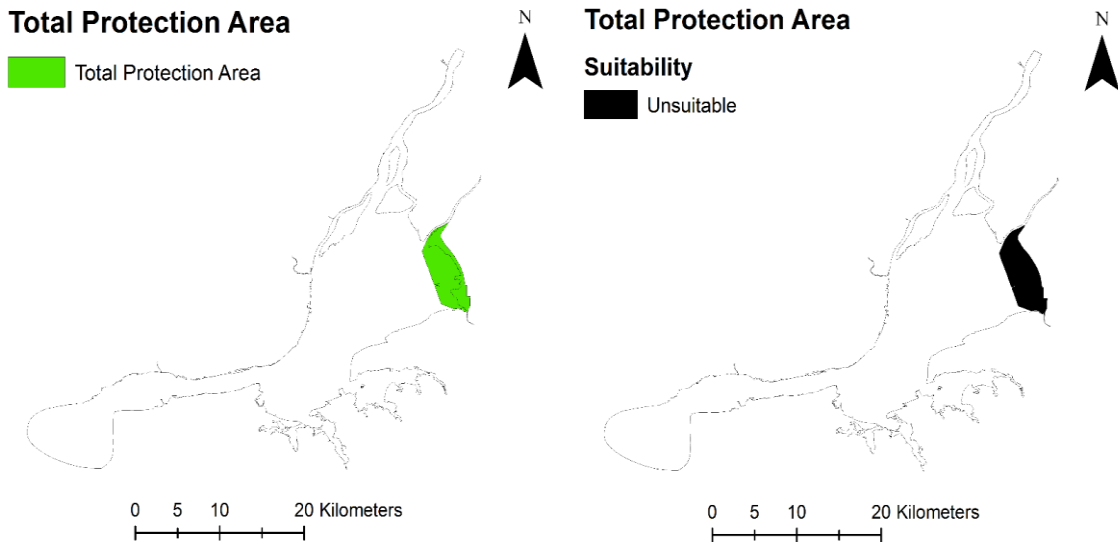 Total Protection Area
N
Total Protection Area
0 5 10 20 Kilometers
Total Protection Area
N
Suitability
Unsuitable
0 5 10 20 Kilometers